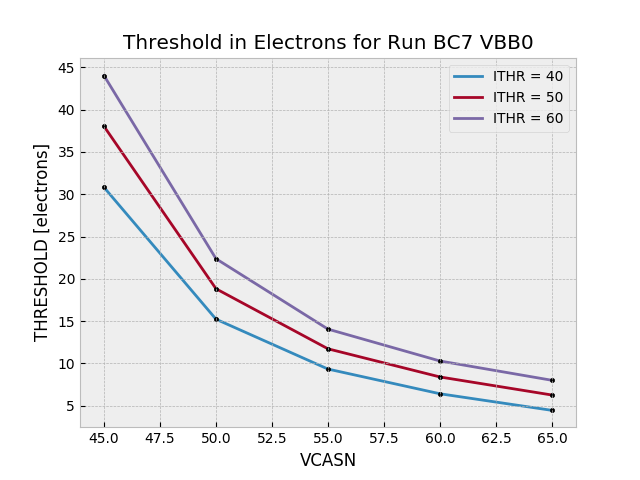 Threshold in Electrons for Run BC7 VBB0
ITHR = 40
ITHR = 50
ITHR = 60
THRESHOLD [electrons]
45
40
35
30
25
20
15
10
5
45.0 47.5 50.0 52.5 55.0 57.5 60.0 62.5 65.0
VCASN